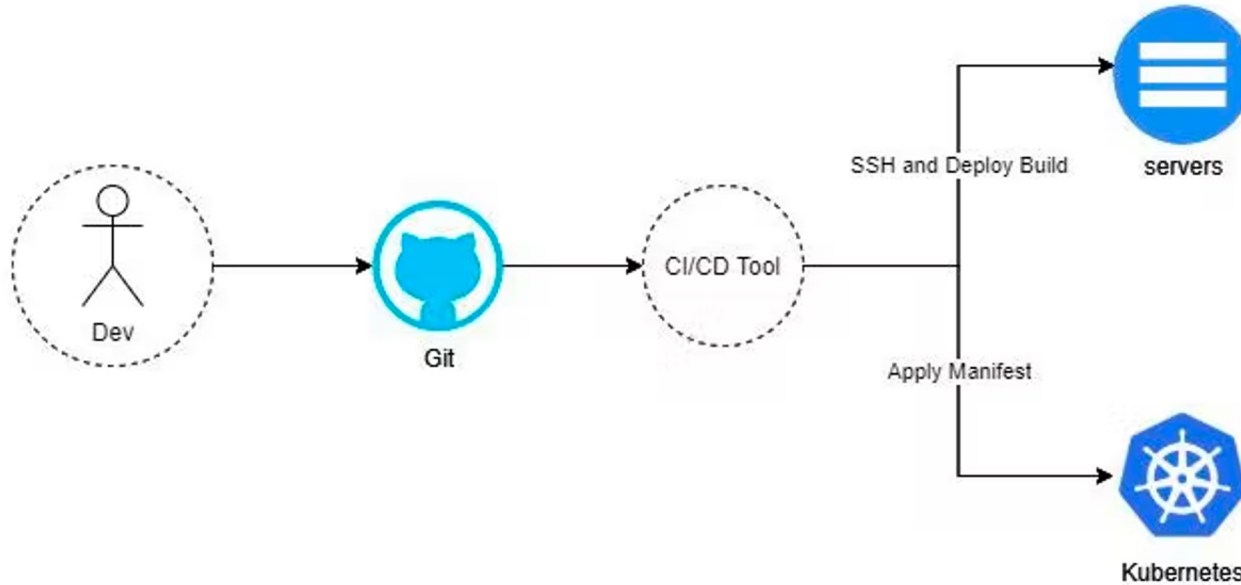 SSH and Deploy Build
servers
Dev
Git
CI/CD Tool
Apply Manifest
Kubernetes